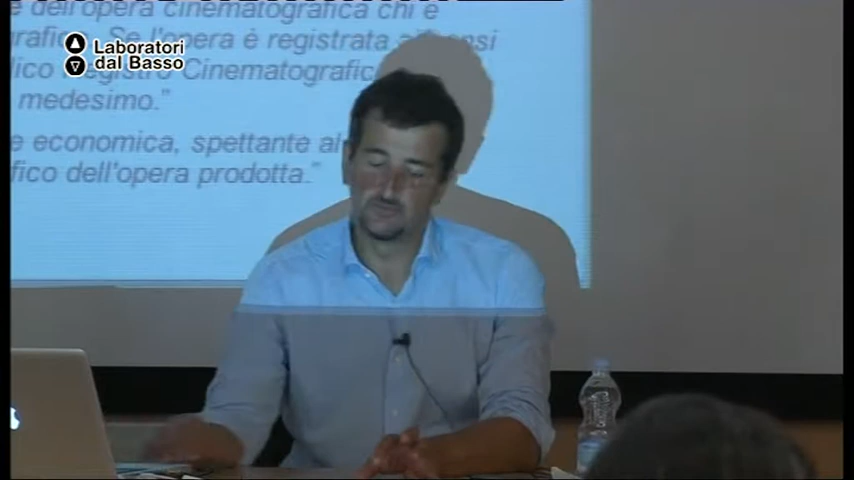 e dell'opera cinematografica chi è
grafic Se l'opera è registrata ai sensi
lico Registro Cinematografic
medesimo."
e economica, spettante al
fico dell'opera prodotta."
Laboratori
dal Basso